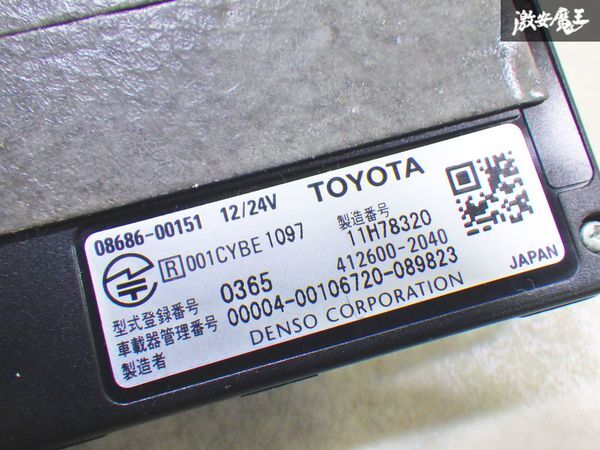 激安魔王
08686-00151 12/24V TOYOTA
R 001CYBE1097 製造番号
11H78320
型式登録番号 0365 412600-2040
車載器管理番号 00004-00106720-089823
製造者 DENSO CORPORATION JAPAN